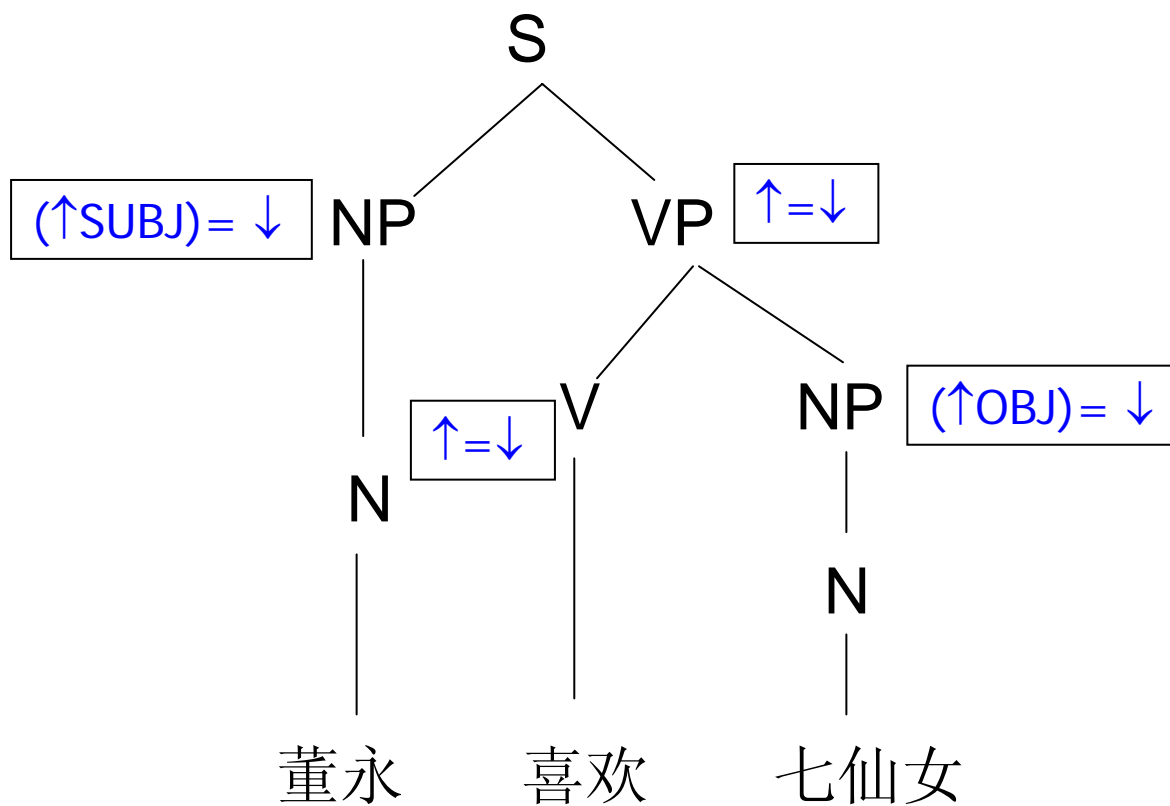 S
(↑SUBJ)= ↓ NP VP ↑=↓
↑=↓ V NP (↑OBJ)= ↓
N
N
董永 喜欢 七仙女